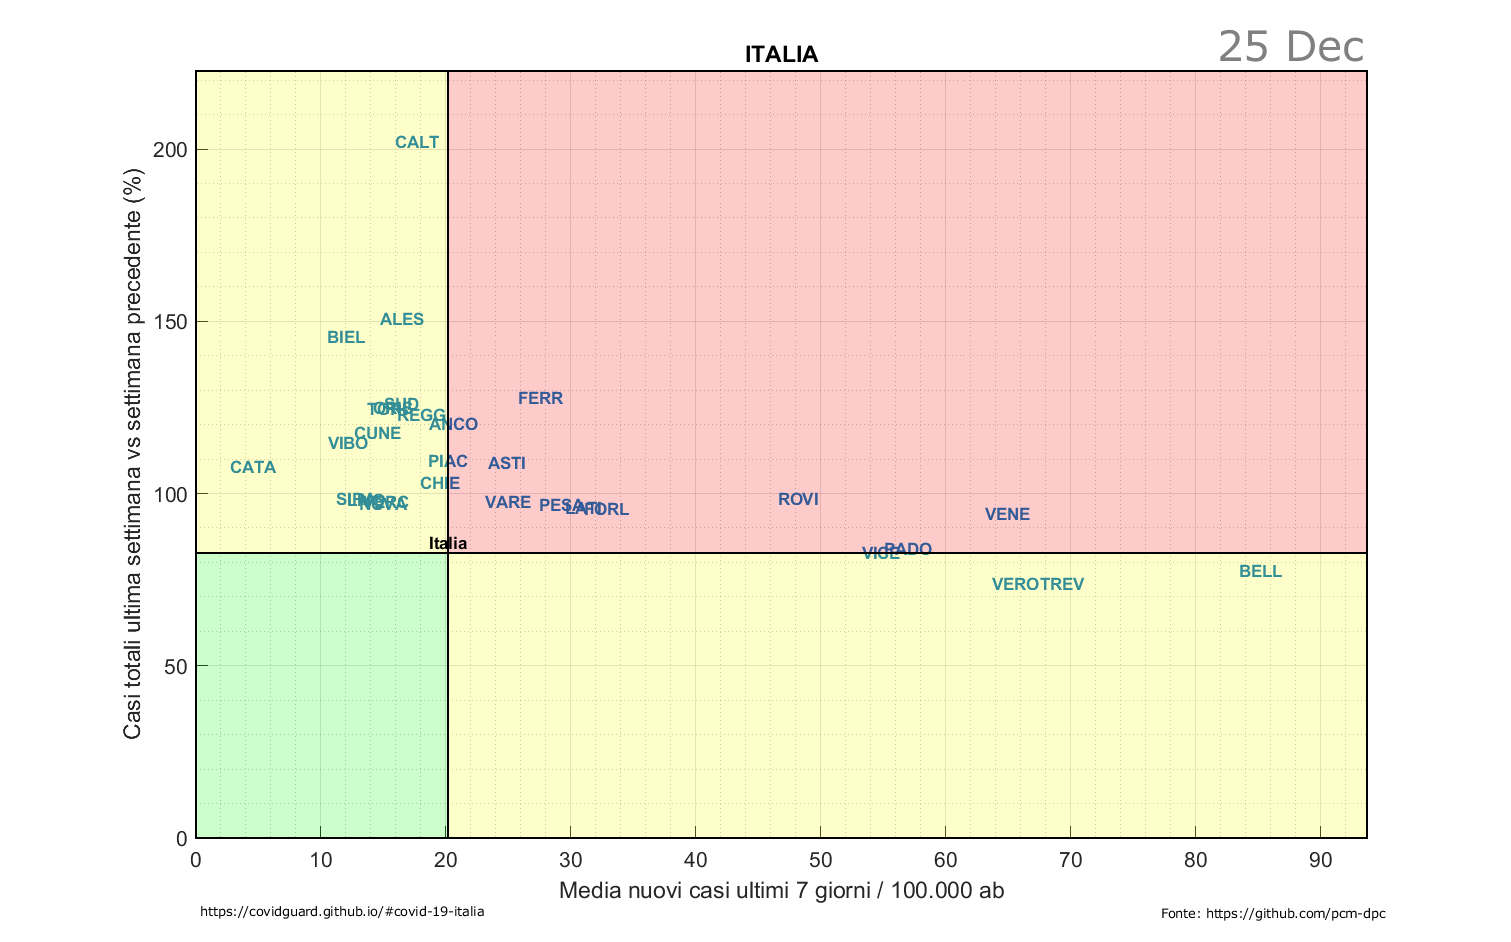 ITALIA
25 Dec
Casi totali ultima settimana vs settimana precedente (%)
200
150
100
50
0
CALT
ALES
BIEL
FERR
SUD
REGG
ANCO
CUNE
VIBO
PIAC
ASTI
CATA
CHIE
VARE
PESA
FORL
ROVI
NOVA
VENE
Italia
PADO
VICE
BELL
VEROTREV
0 10 20 30 40 50 60 70 80 90
Media nuovi casi ultimi 7 giorni / 100.000 ab
https://covidguard.github.io/#covid-19-italia
Fonte: https://github.com/pcm-dpc